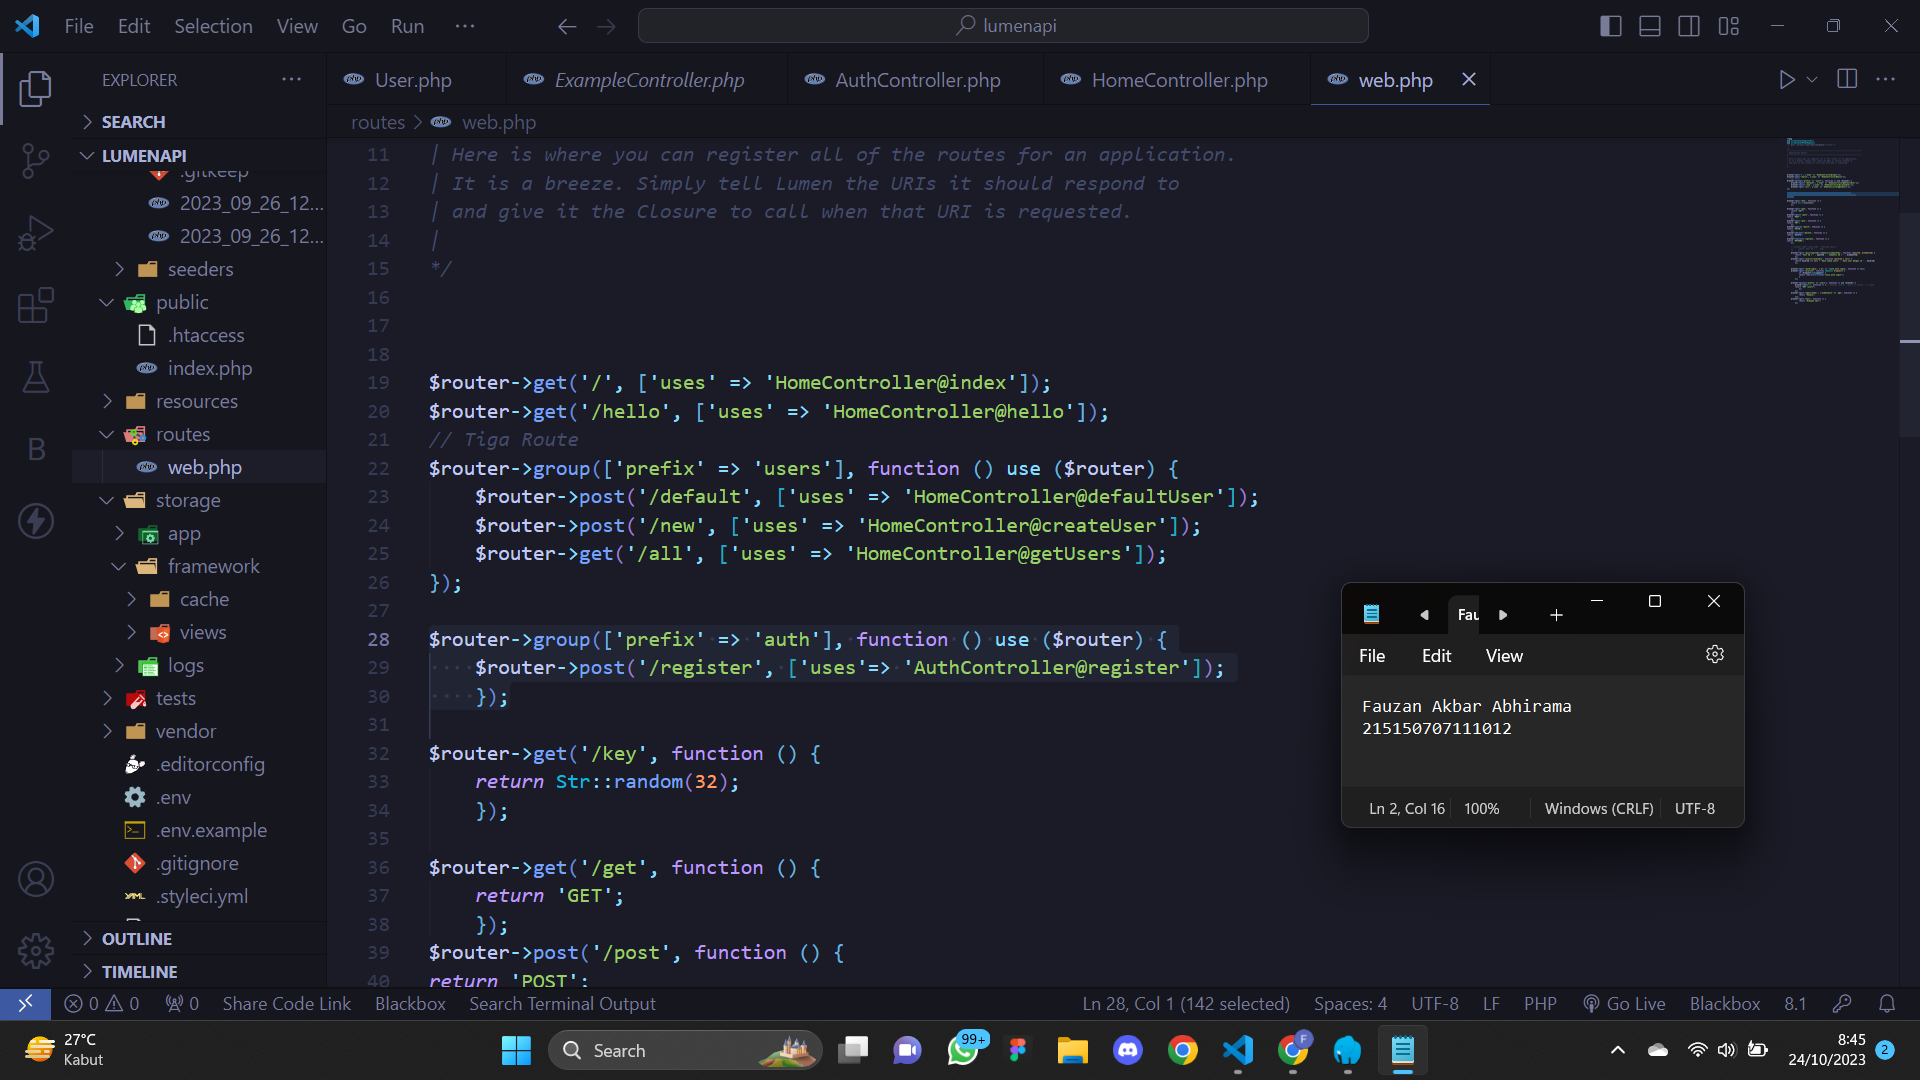 File Edit Selection View Go Run ···
lumenapi
EXPLORER
SEARCH
LUMENAPI
.gitkeep
2023_09_26_12...
2023_09_26_12...
seeders
public
.htaccess
index.php
resources
routes
web.php
storage
app
framework
cache
views
logs
tests
vendor
.editorconfig
.env
.env.example
.gitignore
.styleci.yml
OUTLINE
TIMELINE
User.php ExampleController.php AuthController.php HomeController.php web.php
routes > web.php
11 | Here is where you can register all of the routes for an application.
12 | It is a breeze. Simply tell Lumen the URIs it should respond to
13 | and give it the Closure to call when that URI is requested.
14 |
15 */
16
17
18
19 $router->get('/', ['uses' => 'HomeController@index']);
20 $router->get('/hello', ['uses' => 'HomeController@hello']);
21 // Tiga Route
22 $router->group(['prefix' => 'users'], function () use ($router) {
23 $router->post('/default', ['uses' => 'HomeController@defaultUser']);
24 $router->post('/new', ['uses' => 'HomeController@createUser']);
25 $router->get('/all', ['uses' => 'HomeController@getUsers']);
26 });
27
28 $router->group(['prefix' => 'auth'], function () use ($router) {
29 $router->post('/register', ['uses'=> 'AuthController@register']);
30 });
31
32 $router->get('/key', function () {
33 return Str::random(32);
34 });
35
36 $router->get('/get', function () {
37 return 'GET';
38 });
39 $router->post('/post', function () {
40 return 'POST';
Fau
File Edit View
Fauzan Akbar Abhirama
215150707111012
Ln 2, Col 16 100% Windows (CRLF) UTF-8
0 0 0 Share Code Link Blackbox Search Terminal Output Ln 28, Col 1 (142 selected) Spaces: 4 UTF-8 LF PHP Go Live Blackbox 8.1
27°C
Kabut
Search
99+
F
8:45
24/10/2023
2